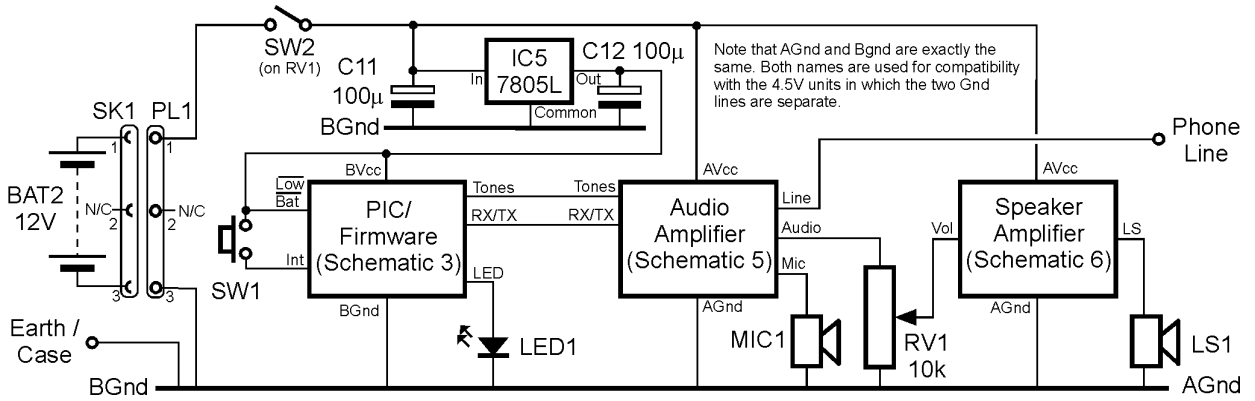 SW2
(on RV1)
C11
100µ
IC5
7805L
In
Out
Common
C12 100µ
BGnd
Note that AGnd and Bgnd are exactly the
same. Both names are used for compatibility
with the 4.5V units in which the two Gnd
lines are separate.
SK1
PL1
1
1
BAT2
12V
N/C
2
2
N/C
3
3
Phone
Line
BVcc
Low
Bat
PIC/
Firmware
(Schematic 3)
Int
SW1
Tones
RX/TX
LED
BGnd
LED1
Tones
RX/TX
AVcc
Audio
Amplifier
(Schematic 5)
Line
Audio
Mic
AGnd
MIC1
RV1
10k
AVcc
Vol
Speaker
Amplifier
(Schematic 6)
LS
AGnd
LS1
Earth /
Case
BGnd
AGnd